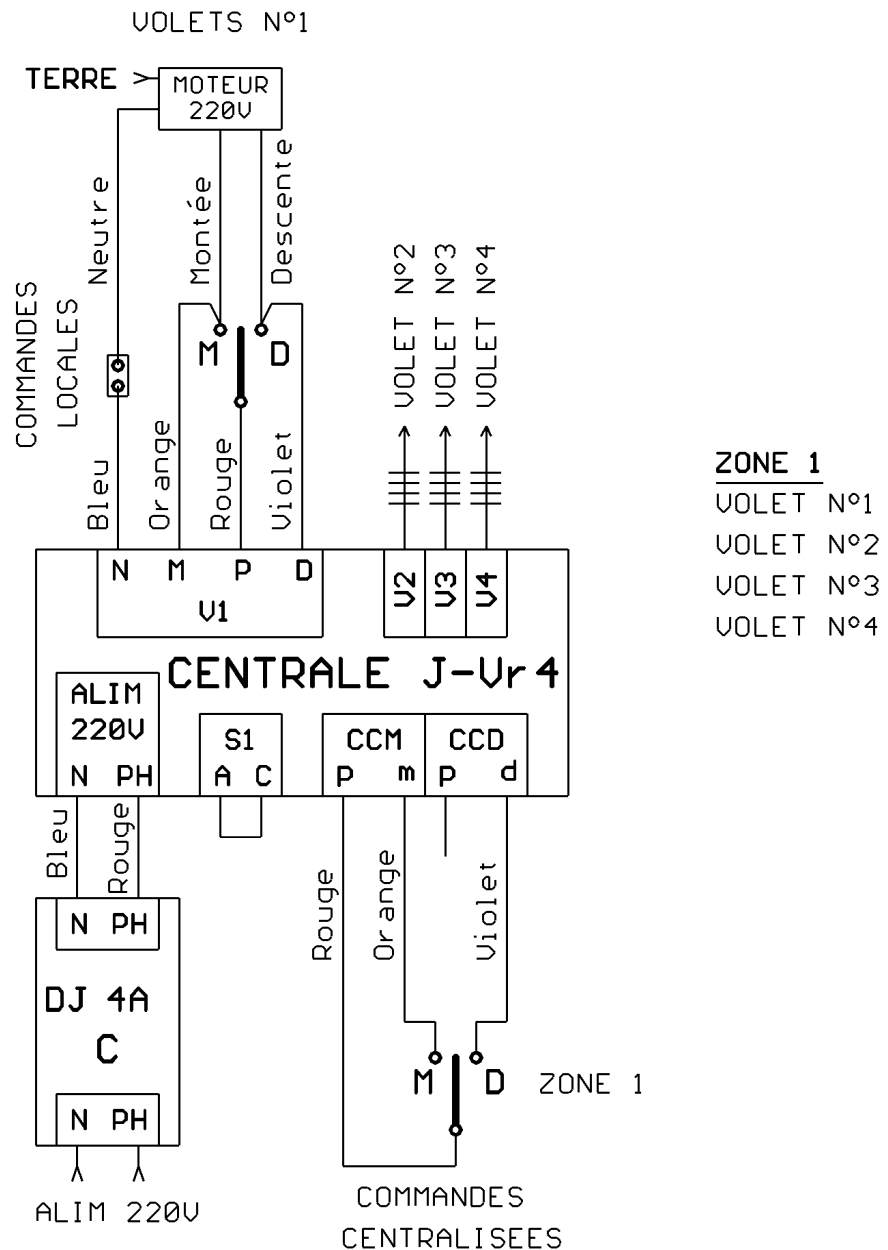 VOLETS N°1
TERRE
MOTEUR
220V
Neutre
Montée
Descente
COMMANDES
LOCALES
M D
VOLET N°2
VOLET N°3
VOLET N°4
Bleu
Orange
Rouge
Violet
ZONE 1
VOLET N°1
VOLET N°2
VOLET N°3
VOLET N°4
N M P D
V1
V2
V3
V4
CENTRALE J-Vr4
ALIM
220V
N PH
S1
A C
CCM
p m
CCD
p d
Bleu
Rouge
Rouge
Orange
Violet
N PH
DJ 4A
C
N PH
ALIM 220V
M D
ZONE 1
COMMANDES
CENTRALISEES